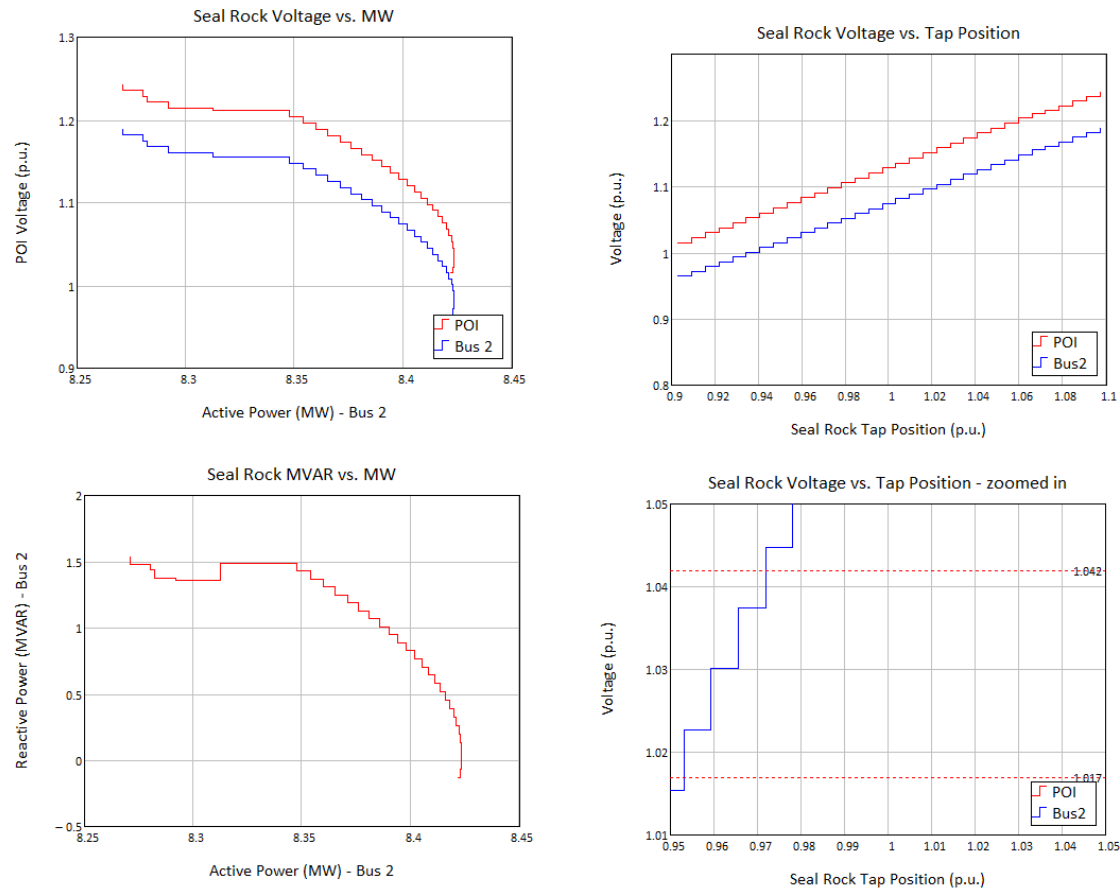 Seal Rock Voltage vs. MW
POI Voltage (p.u.)
1.3
1.2
1.1
1
0.9
8.25 8.3 8.35 8.4 8.45
POI
Bus 2
Active Power (MW) - Bus 2
Seal Rock Voltage vs. Tap Position
Voltage (p.u.)
1.2
1.1
1
0.9
0.8
0.9 0.92 0.94 0.96 0.98 1 1.02 1.04 1.06 1.08 1.1
POI
Bus2
Seal Rock Tap Position (p.u.)
Seal Rock MVAR vs. MW
Reactive Power (MVAR) - Bus 2
2
1.5
1
0.5
0
−0.5
8.25 8.3 8.35 8.4 8.45
Active Power (MW) - Bus 2
Seal Rock Voltage vs. Tap Position - zoomed in
Voltage (p.u.)
1.05
1.04
1.03
1.02
1.01
1.042
1.017
0.95 0.96 0.97 0.98 0.99 1 1.01 1.02 1.03 1.04 1.05
POI
Bus2
Seal Rock Tap Position (p.u.)